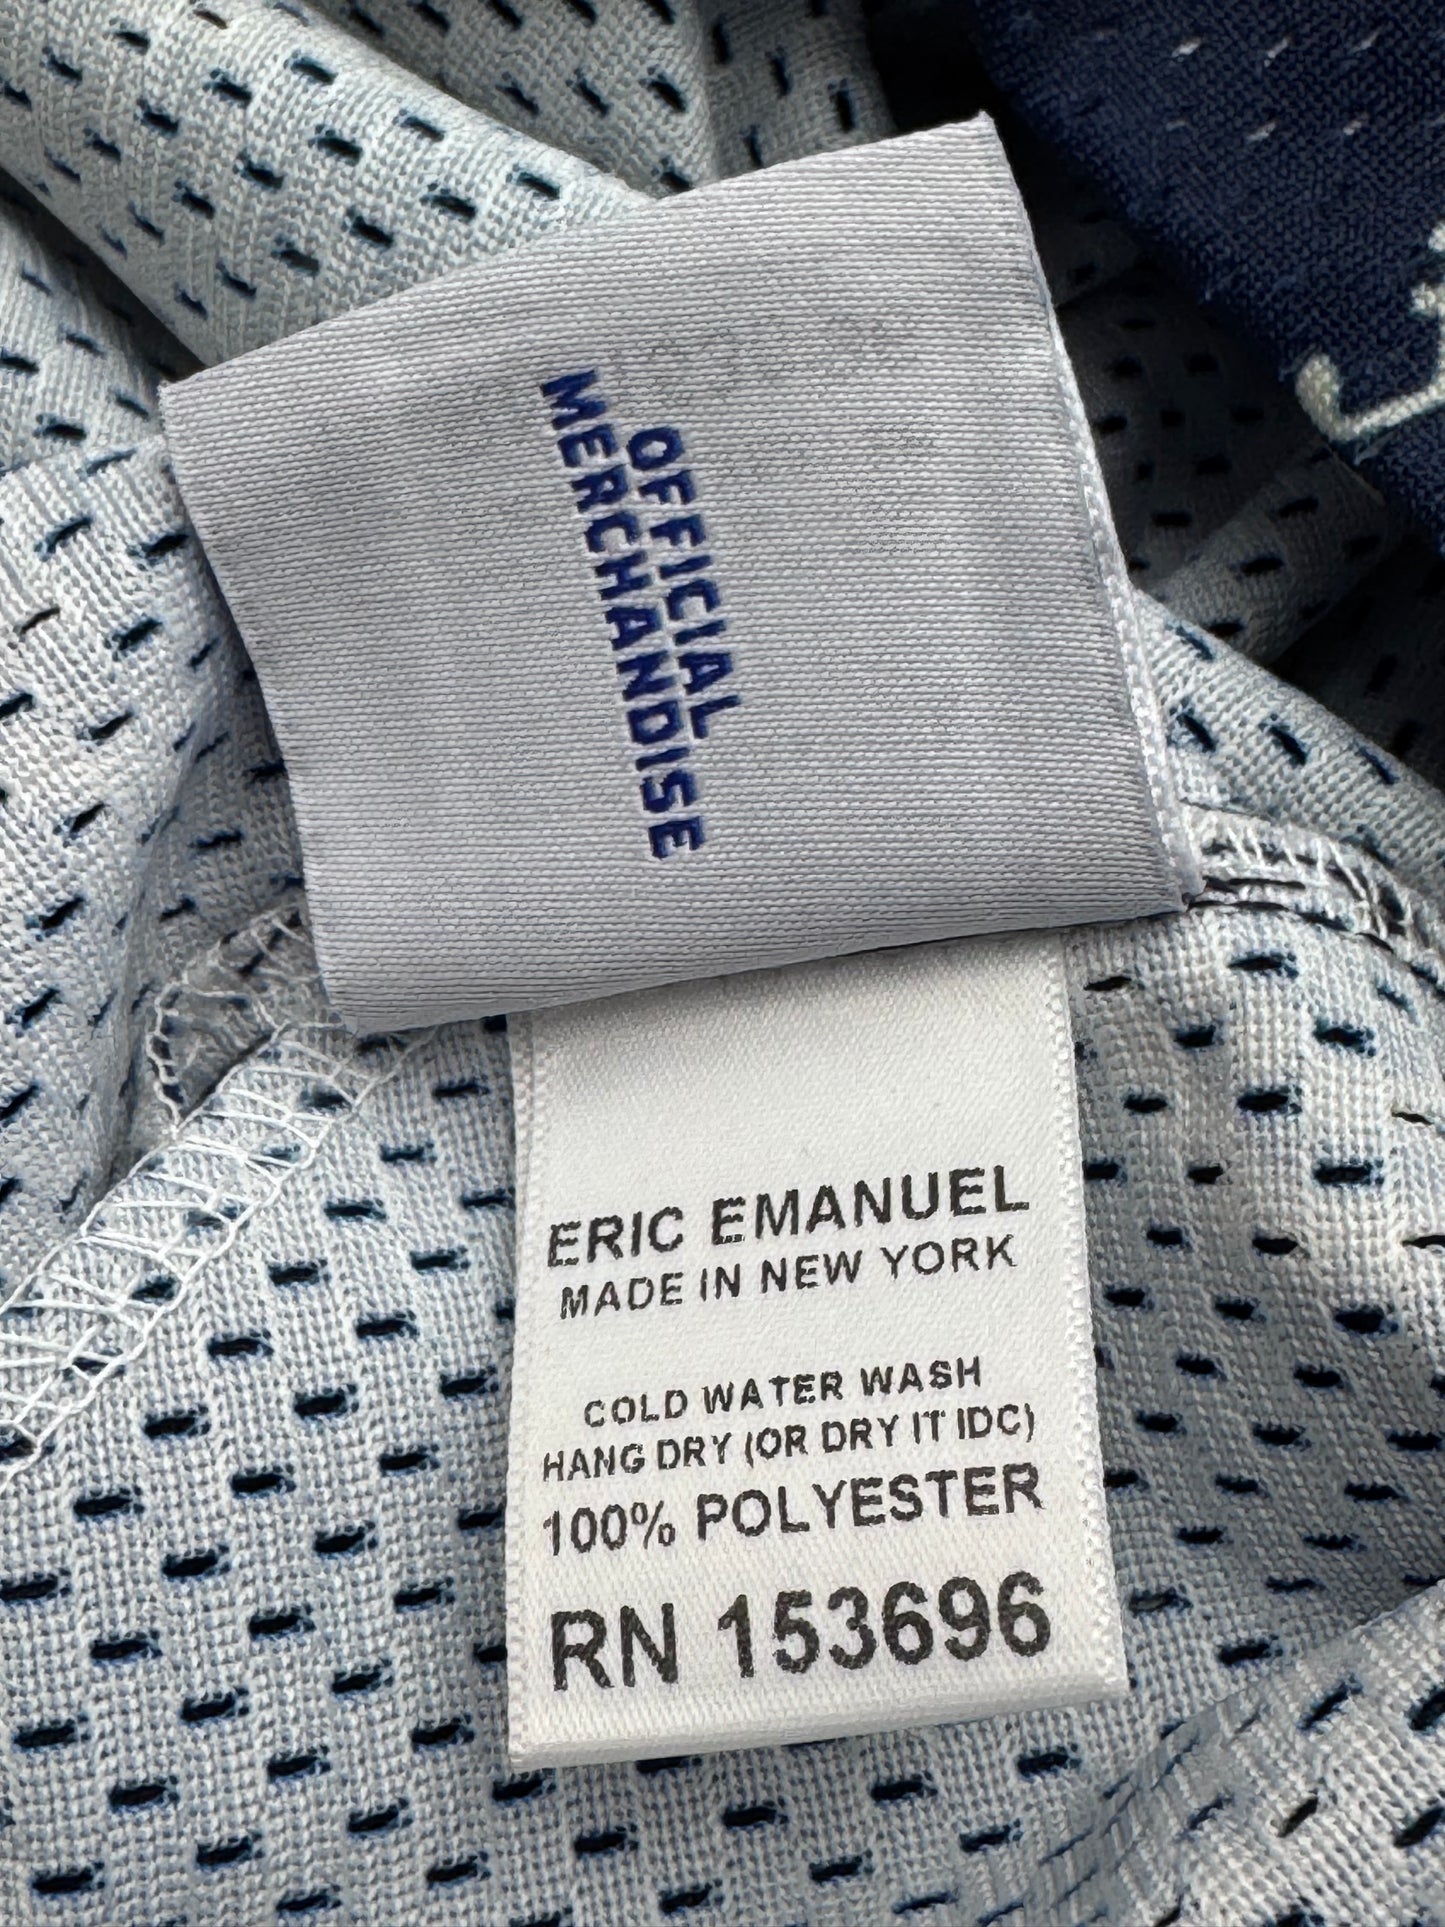 OFFICIAL
MERCHANDISE
ERIC EMANUEL
MADE IN NEW YORK
COLD WATER WASH
HANG DRY (OR DRY IT IDC)
100% POLYESTER
RN 153696